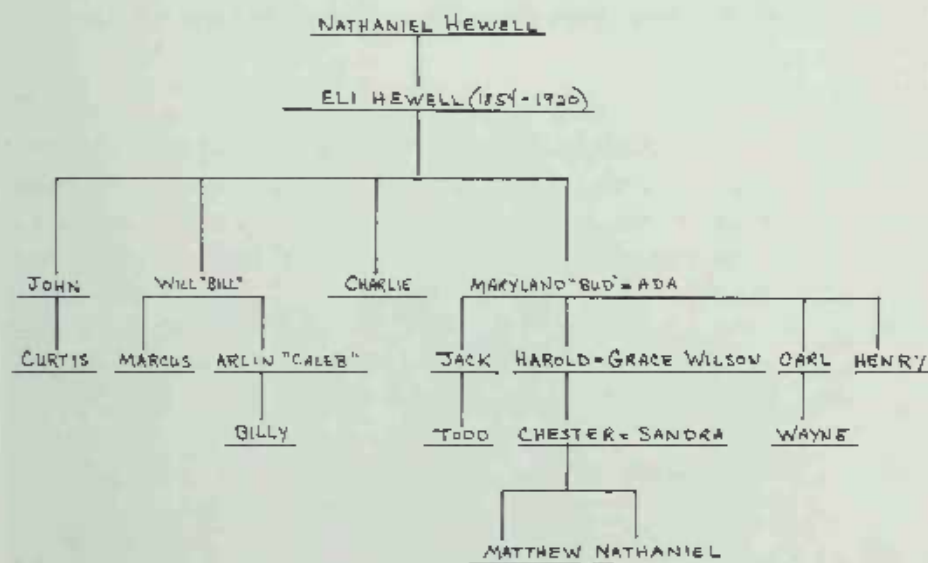 NATHANIEL HEWELL
ELI HEWELL (1854-1920)
JOHN WILL "BILL" CHARLIE MARYLAND "BUD" = ADA
CURTIS MARCUS ARLIN "CALEB" JACK HAROLD = GRACE WILSON CARL HENRY
BILLY TODD CHESTER = SANDRA WAYNE
MATTHEW NATHANIEL